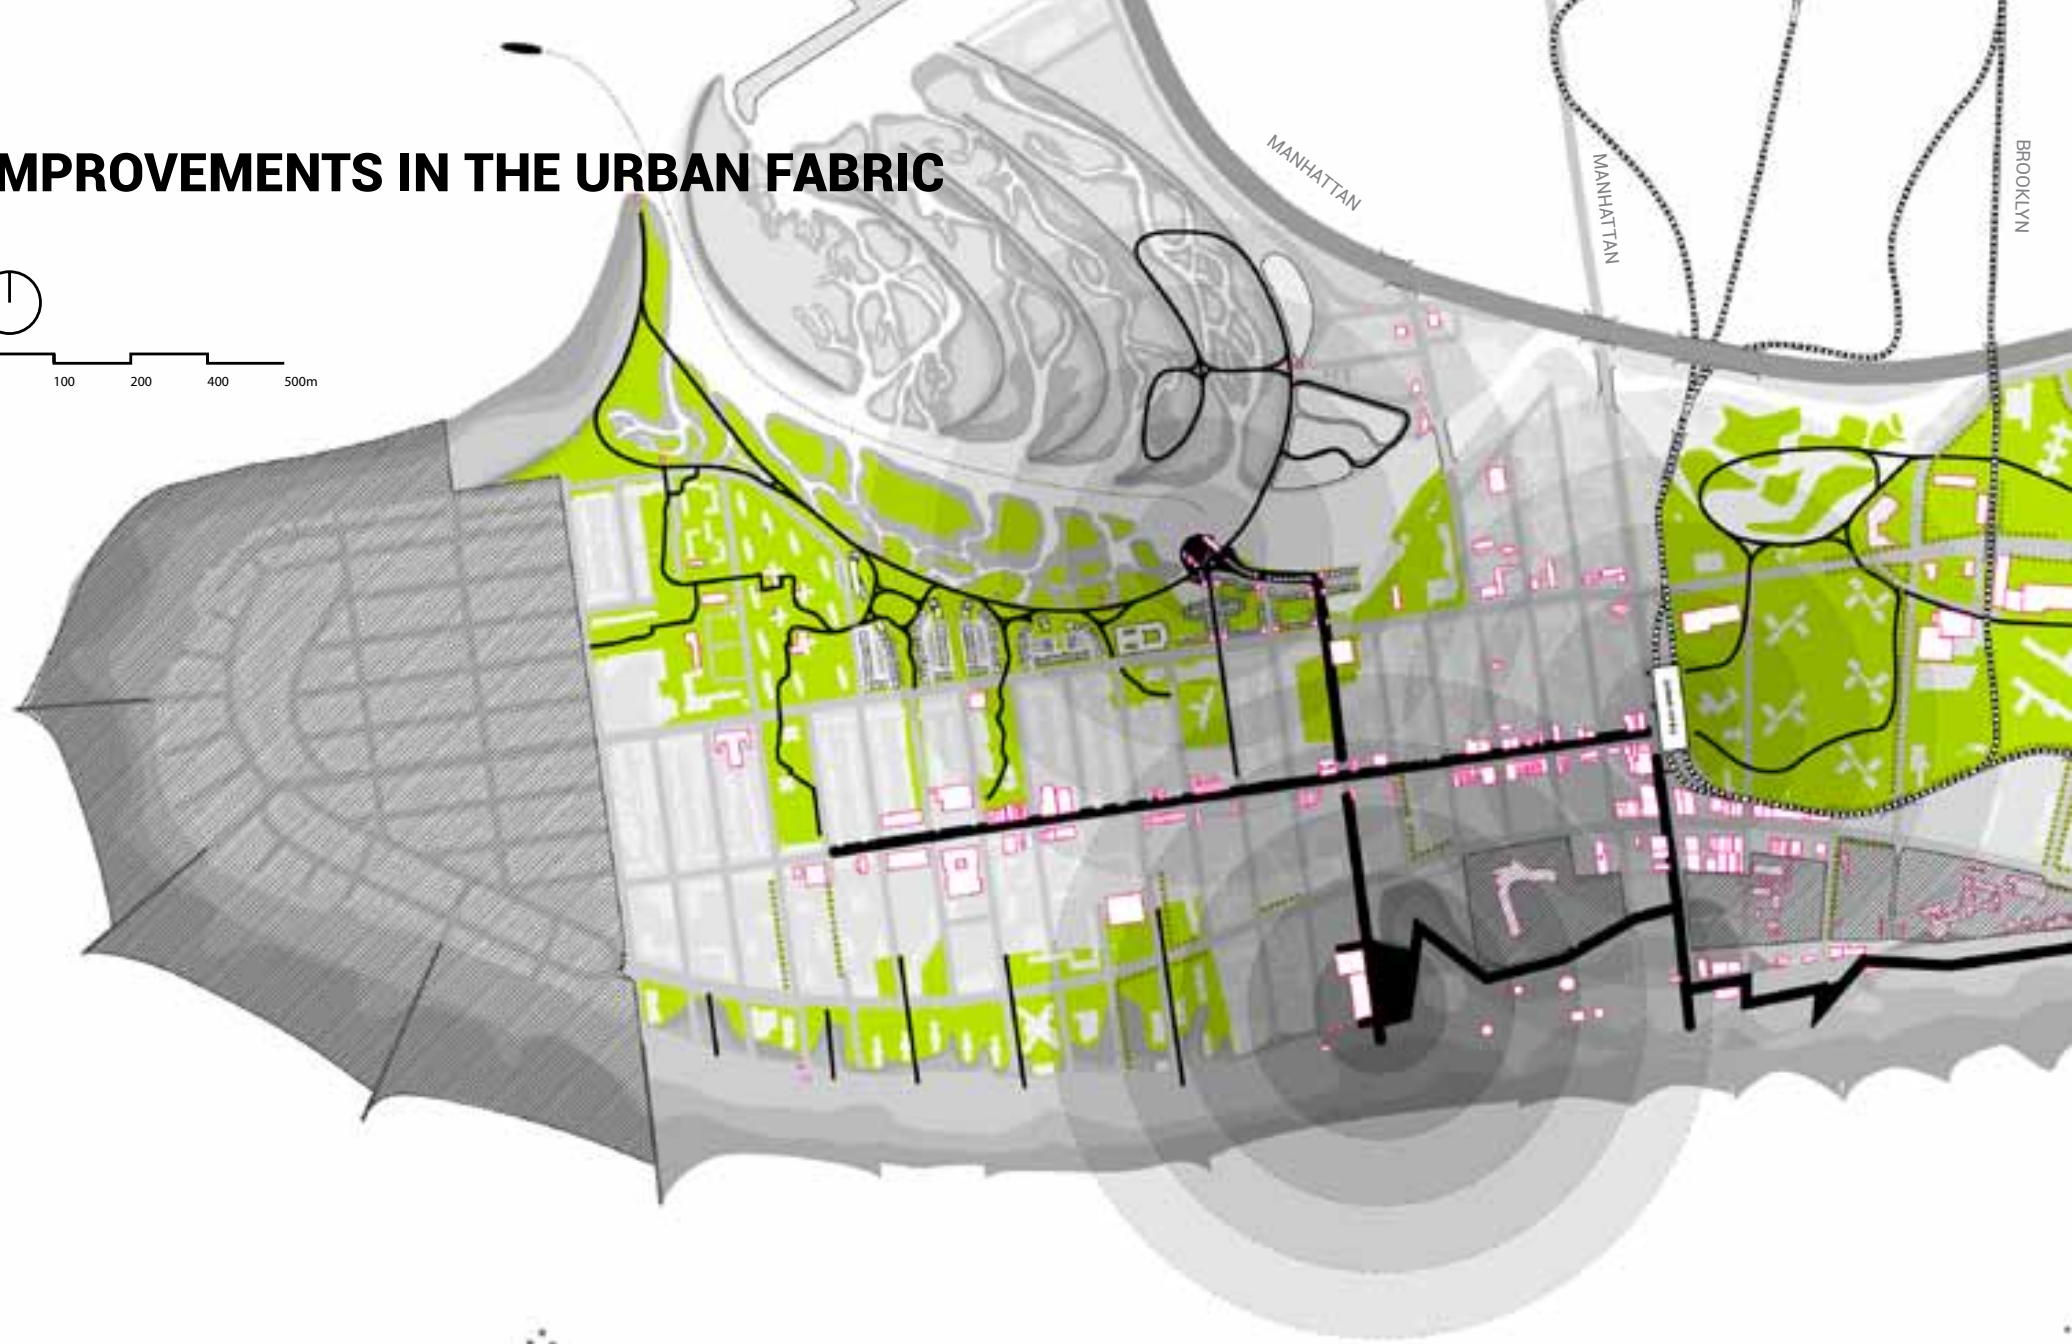 MPROVEMENTS IN THE URBAN FABRIC
MANHATTAN
MANHATTAN
BROOKLYN
100 200 400 500m